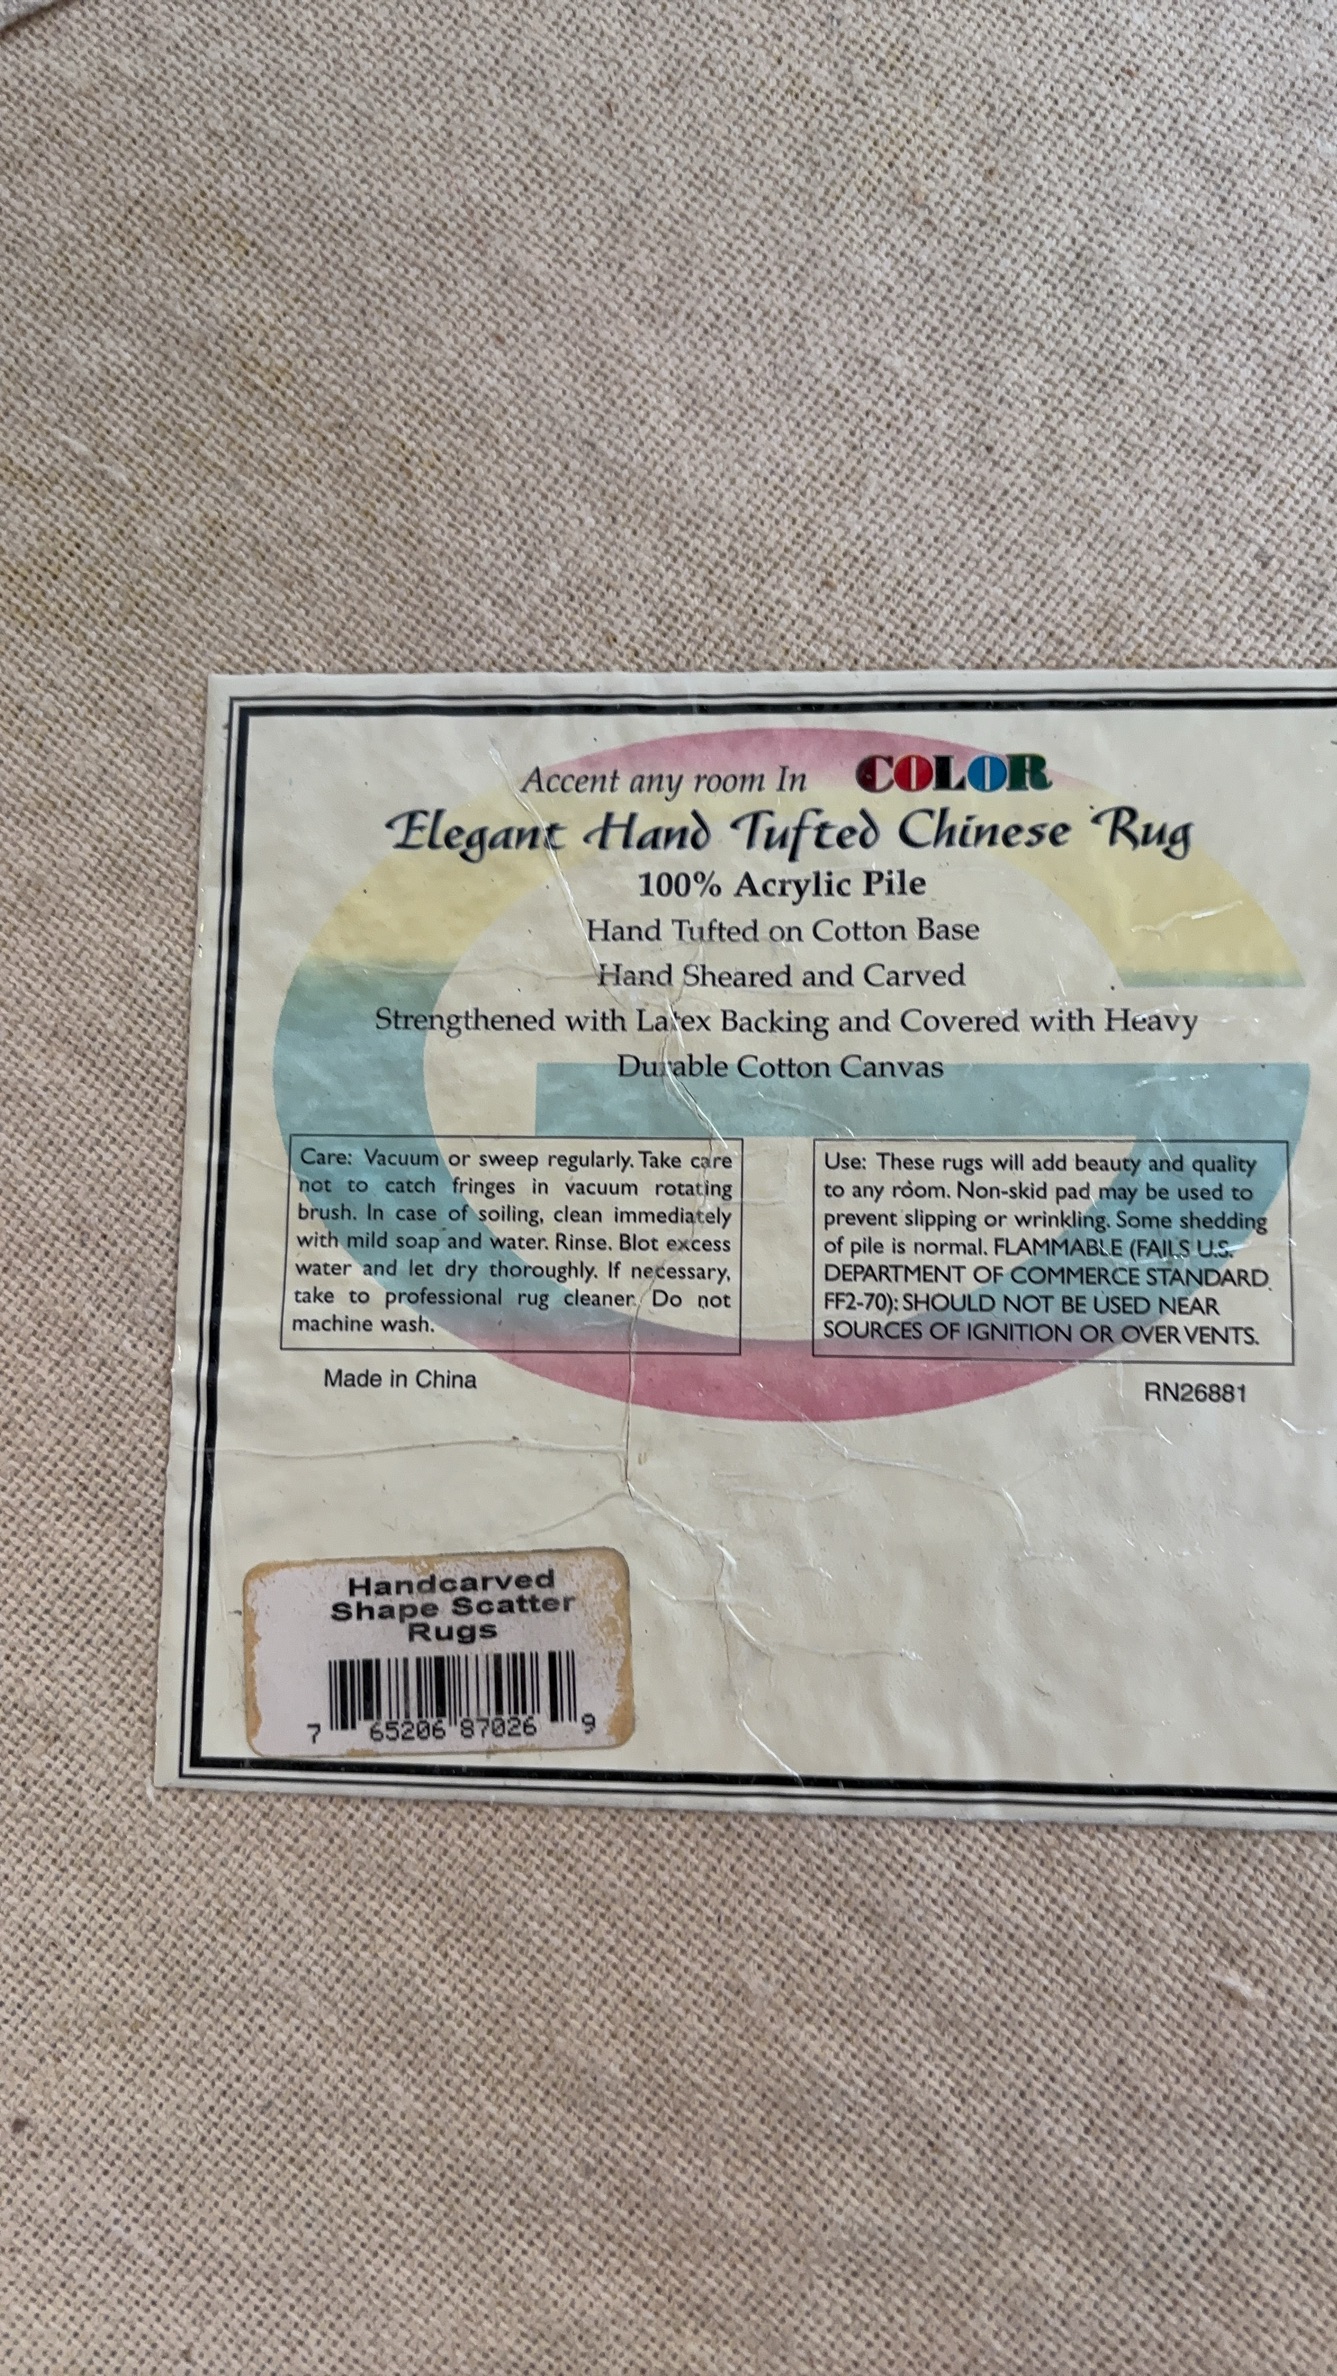 Accent any room In COLOR
Elegant Hand Tufted Chinese Rug
100% Acrylic Pile
Hand Tufted on Cotton Base
Hand Sheared and Carved
Strengthened with Latex Backing and Covered with Heavy
Durable Cotton Canvas
Care: Vacuum or sweep regularly. Take care
not to catch fringes in vacuum rotating
brush. In case of soiling, clean immediately
with mild soap and water. Rinse. Blot excess
water and let dry thoroughly. If necessary,
take to professional rug cleaner. Do not
machine wash.
Use: These rugs will add beauty and quality
to any room. Non-skid pad may be used to
prevent slipping or wrinkling. Some shedding
of pile is normal. FLAMMABLE (FAILS U.S.
DEPARTMENT OF COMMERCE STANDARD
FF2-70): SHOULD NOT BE USED NEAR
SOURCES OF IGNITION OR OVER VENTS.
Made in China
RN26881
Handcarved
Shape Scatter
Rugs
7 65206 87026 9